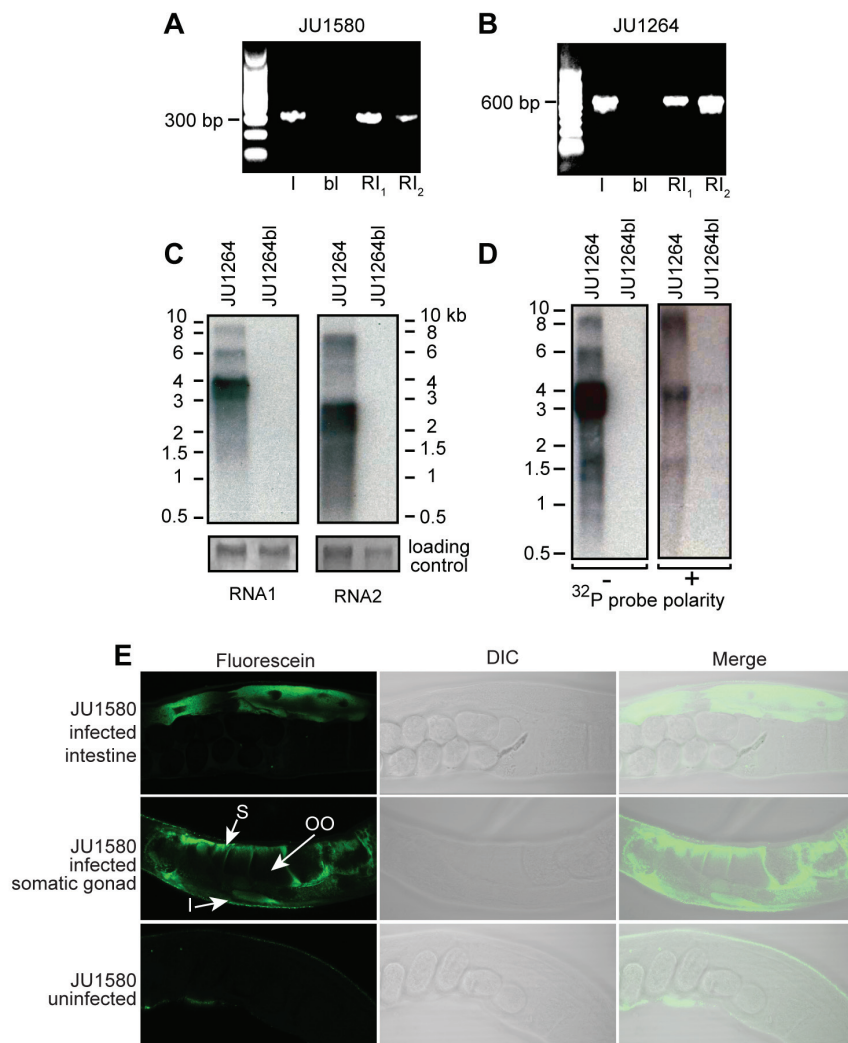 A
JU1580
300 bp
I bl RI1 RI2
B
JU1264
600 bp
I bl RI1 RI2
C
JU1264
JU1264bl
JU1264
JU1264bl
10
8
6
4
3
2
1.5
1
0.5
10 kb
8
6
4
3
2
1.5
1
0.5
loading
control
RNA1
RNA2
D
JU1264
JU1264bl
JU1264
JU1264bl
10
8
6
4
3
2
1.5
1
0.5
- +
32P probe polarity
E
Fluorescein
DIC
Merge
JU1580
infected
intestine
JU1580
infected
somatic gonad
S
OO
I
JU1580
uninfected